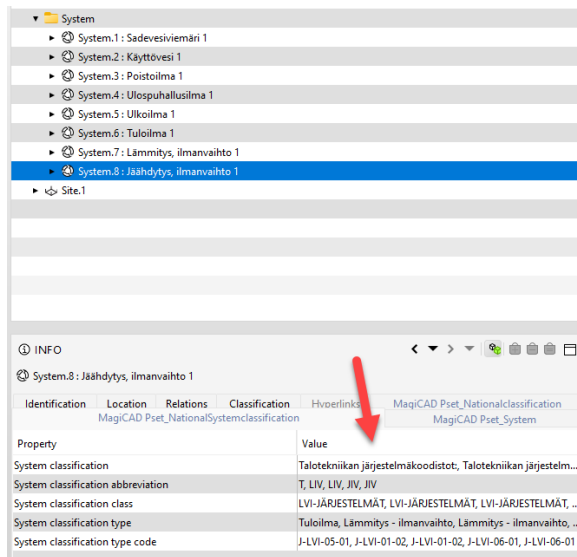 System
System.1 : Sadevesiviemäri 1
System.2 : Käyttövesi 1
System.3 : Poistoilma 1
System.4 : Ulospuhallusilma 1
System.5 : Ulkoilma 1
System.6 : Tuloilma 1
System.7 : Lämmitys, ilmanvaihto 1
System.8 : Jäähdytys, ilmanvaihto 1
Site.1
INFO
System.8 : Jäähdytys, ilmanvaihto 1
Identification Location Relations Classification Hyperlinks MagiCAD Pset_Nationalclassification
MagiCAD Pset_NationalSystemclassification MagiCAD Pset_System
Property Value
System classification Talotekniikan järjestelmäkoodistot:, Talotekniikan järjestelm...
System classification abbreviation T, LIV, LIV, JIV, JIV
System classification class LVI-JÄRJESTELMÄT, LVI-JÄRJESTELMÄT, LVI-JÄRJESTELMÄT, ...
System classification type Tuloilma, Lämmitys - ilmanvaihto, Lämmitys - ilmanvaihto, ...
System classification type code J-LVI-05-01, J-LVI-01-02, J-LVI-01-02, J-LVI-06-01, J-LVI-06-01